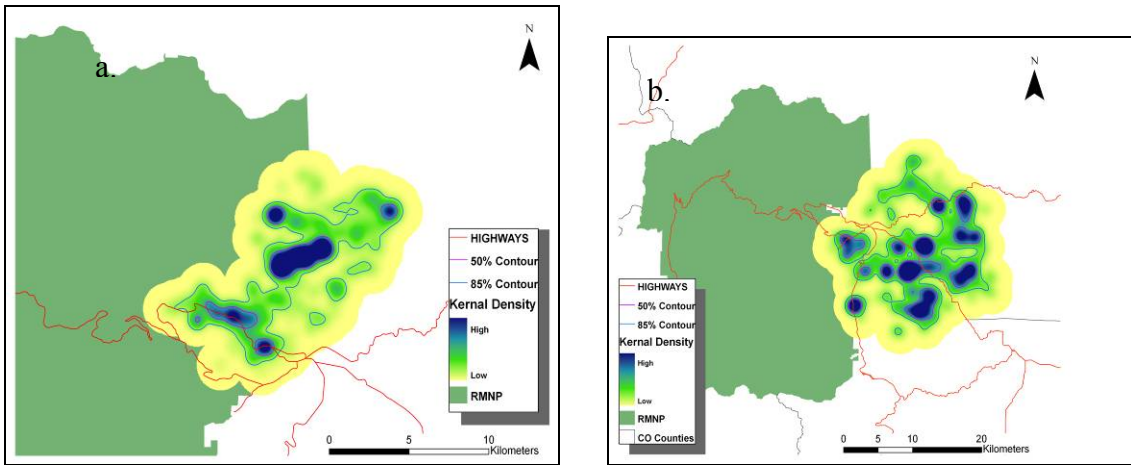 a.
N
HIGHWAYS
50% Contour
85% Contour
Kernal Density
High
Low
RMNP
0 5 10
Kilometers
b.
N
HIGHWAYS
50% Contour
85% Contour
Kernal Density
High
Low
RMNP
CO Counties
0 5 10 20
Kilometers